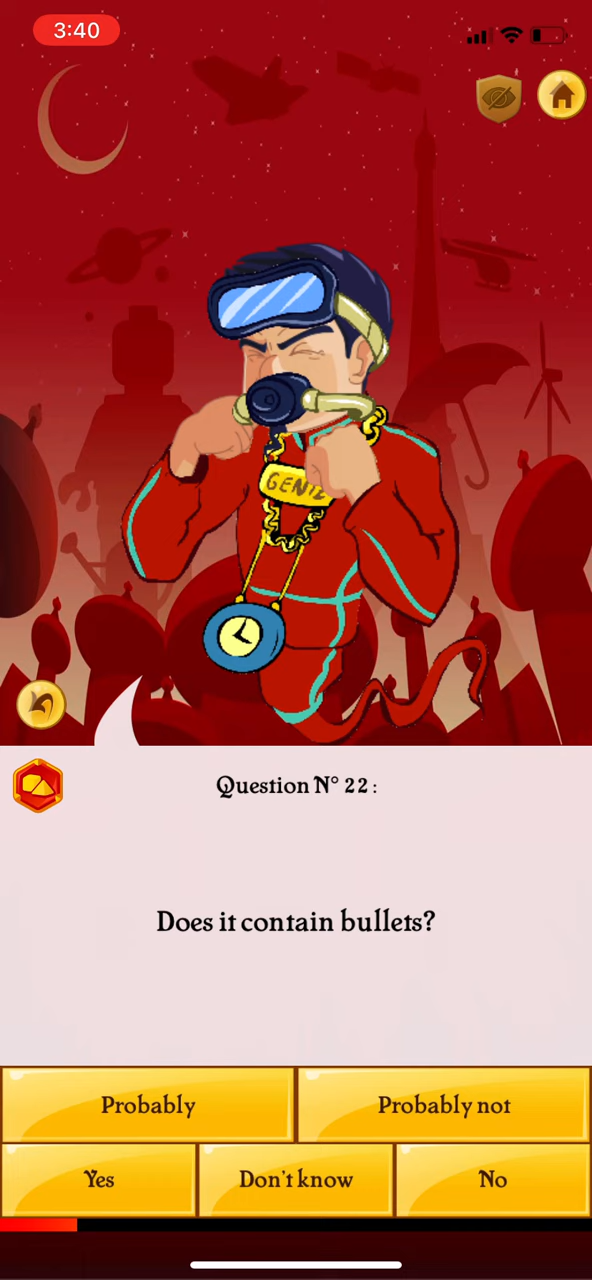 3:40
GENIE
Question N° 22 :
Does it contain bullets?
Probably
Probably not
Yes
Don't know
No